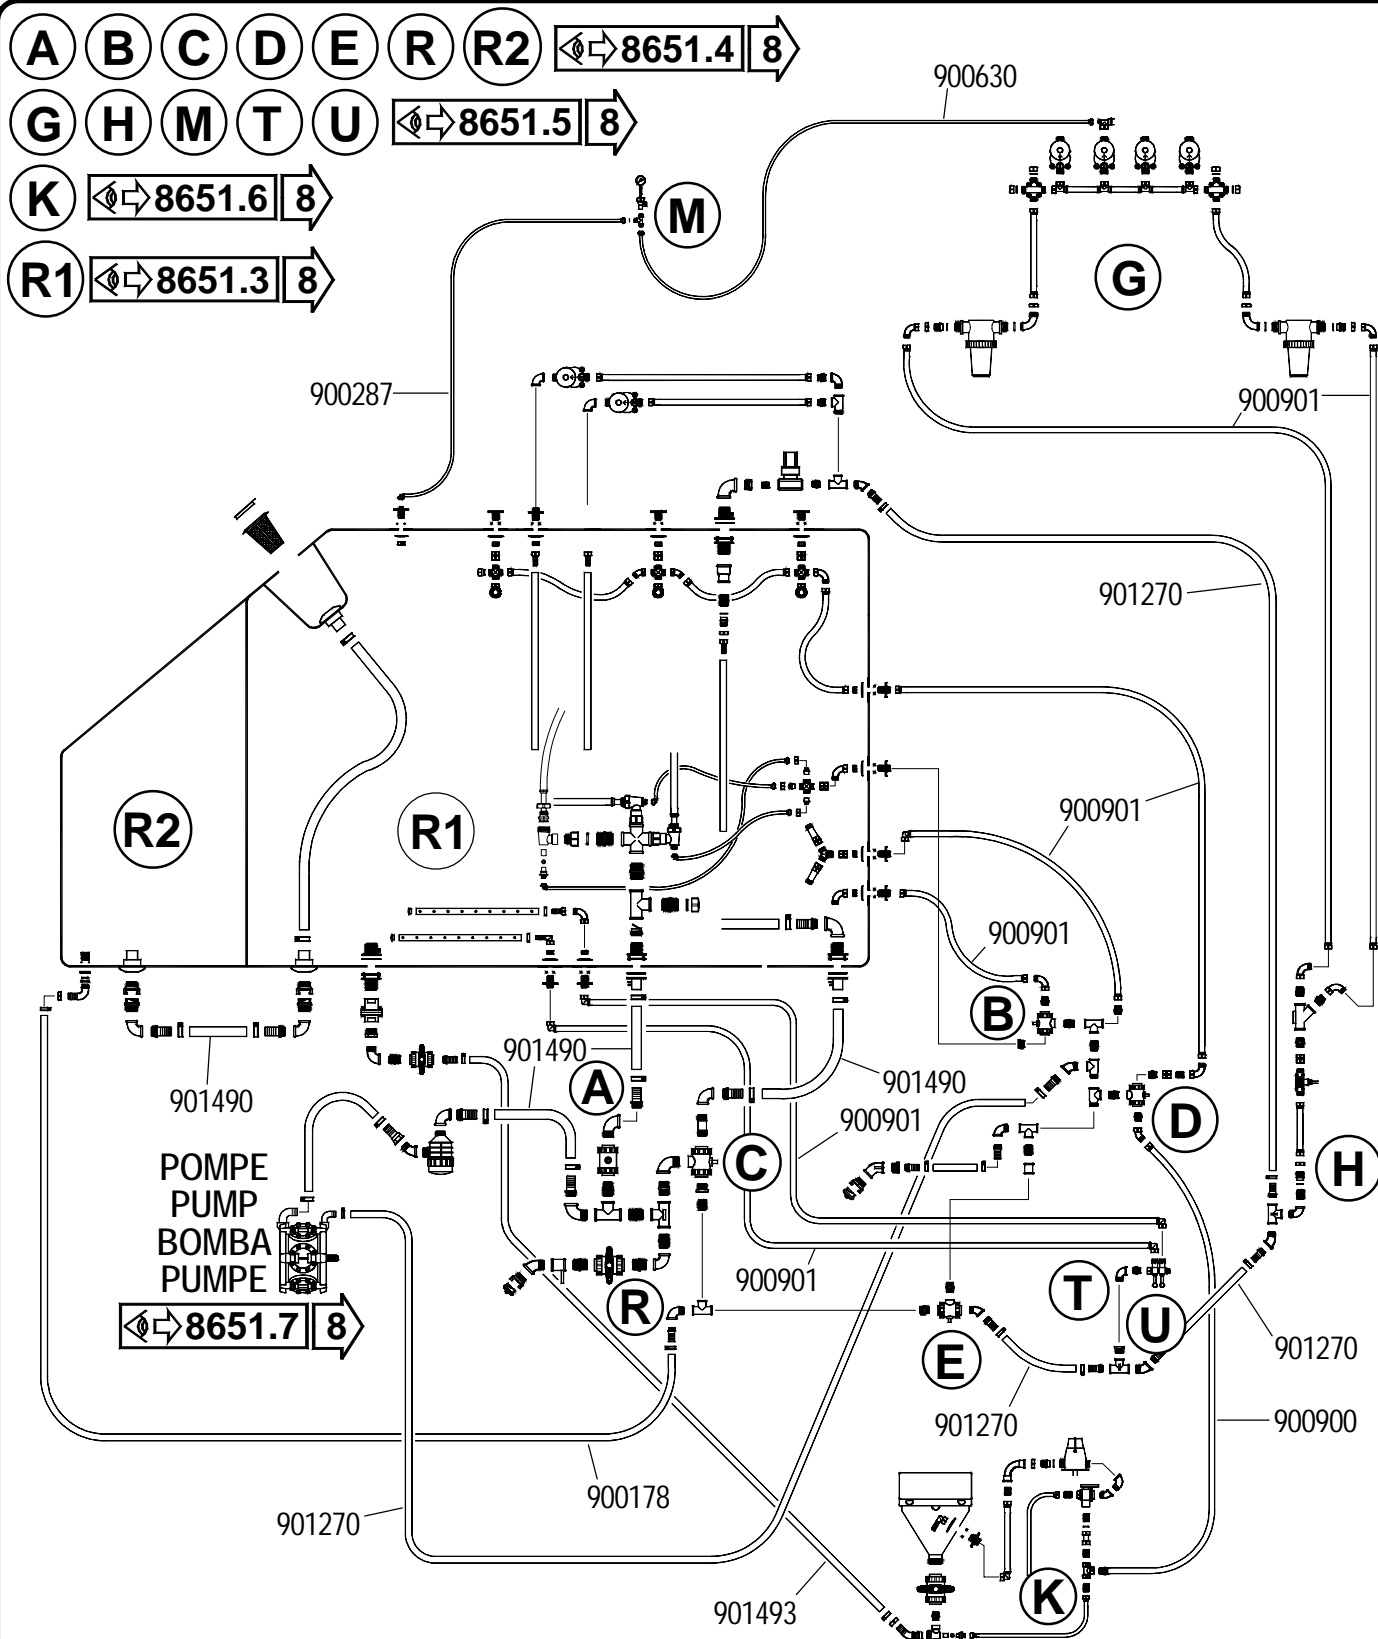 A B C D E R R2 8651.4 8
G H M T U 8651.5 8
K 8651.6 8
R1 8651.3 8
900630
M
G
900287
900901
901270
R2
R1
900901
900901
B
901490
901490
A
901490
900901
D
C
H
POMPE
PUMP
BOMBA
PUMPE
8651.7 8
900901
T
R
U
E
901270
901270
900900
900178
901270
K
901493